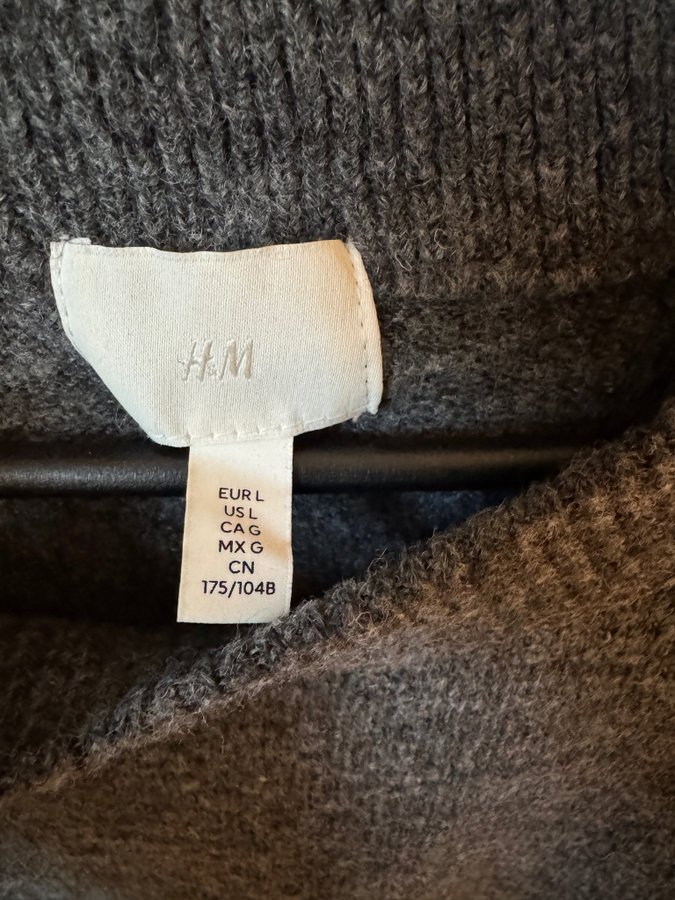 H&M
EUR L
US L
CA G
MX G
CN
175/104B